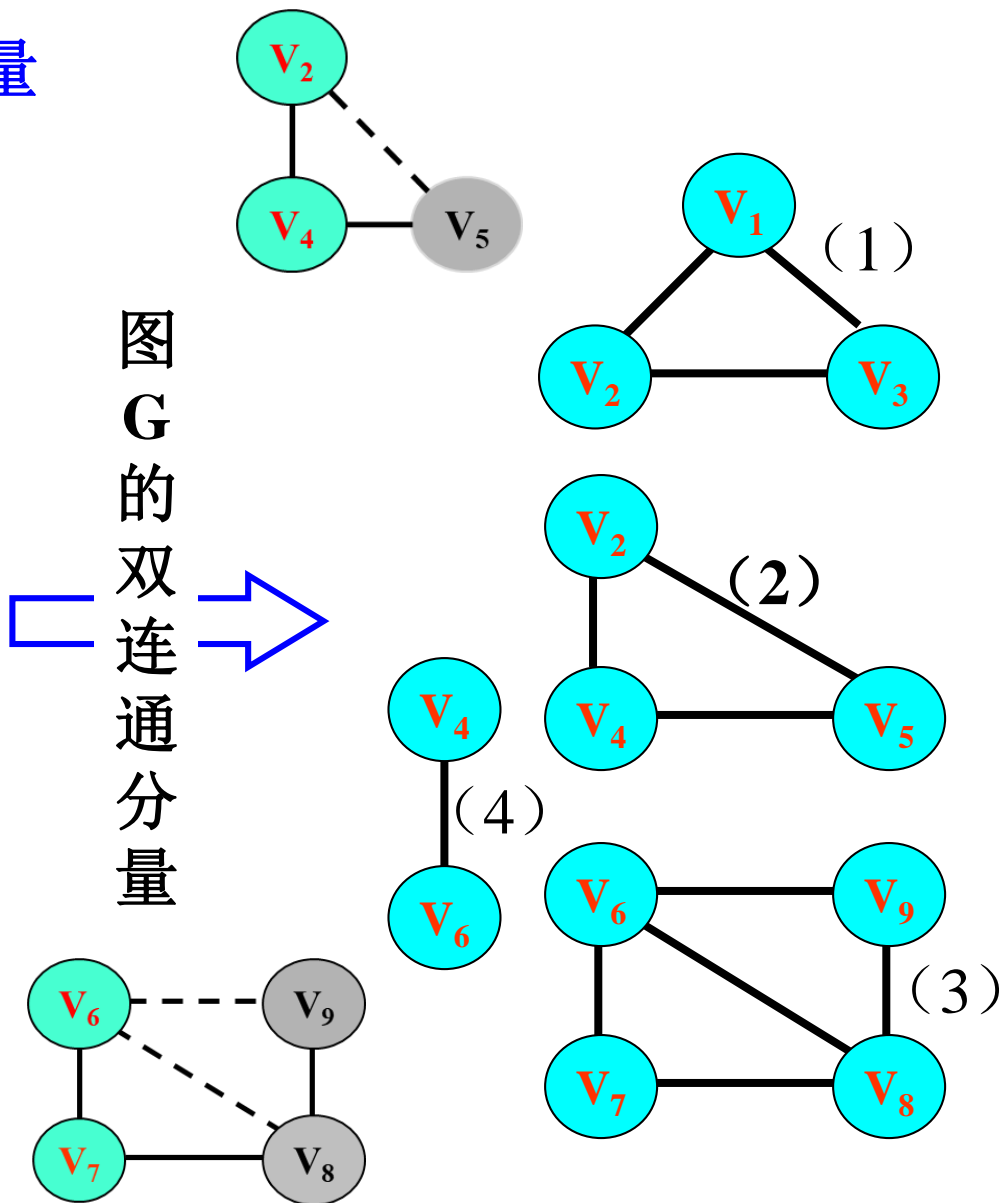 量
V₂
V₄
V₅
V₁
（1）
V₂
V₃
图
G
的
双
连
通
分
量
V₂
（2）
V₄
V₅
V₄
（4）
V₆
V₆
V₉
（3）
V₇
V₈
V₆
V₉
V₇
V₈